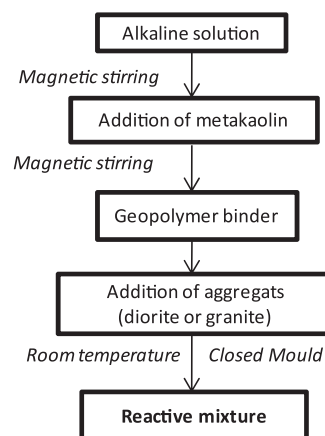 Alkaline solution
Magnetic stirring
Addition of metakaolin
Magnetic stirring
Geopolymer binder
Addition of aggregats
(diorite or granite)
Room temperature Closed Mould
Reactive mixture